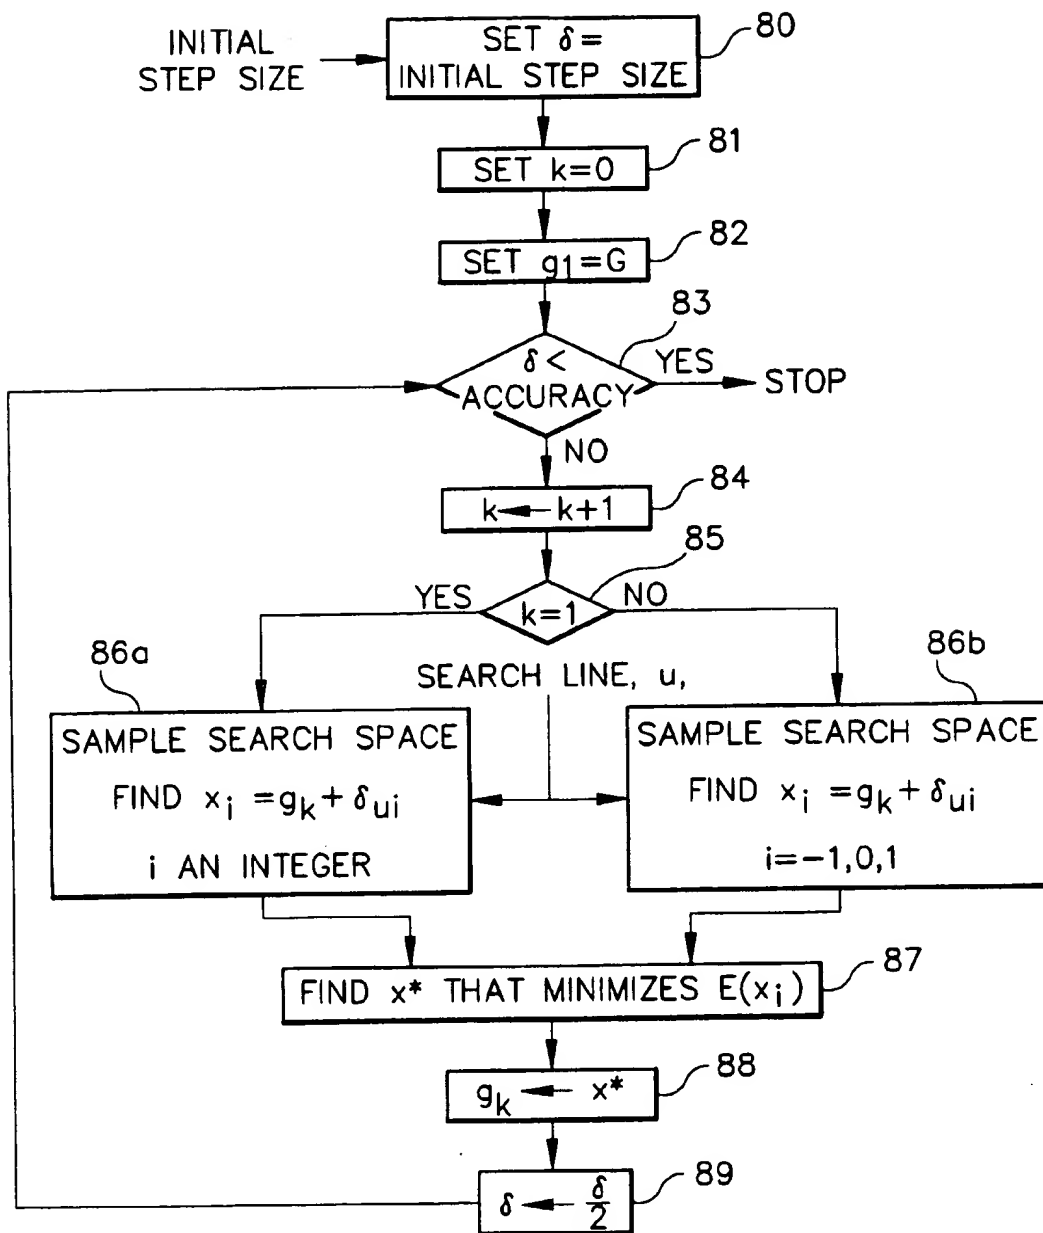 INITIAL
STEP SIZE
SET δ=
INITIAL STEP SIZE
80
SET k=0
81
SET g1=G
82
δ<
ACCURACY
83
YES
STOP
NO
k ← k+1
84
k=1
85
YES
NO
SEARCH LINE, u,
86a
SAMPLE SEARCH SPACE
FIND xi =gk+δui
i AN INTEGER
86b
SAMPLE SEARCH SPACE
FIND xi =gk+δui
i=-1,0,1
FIND x* THAT MINIMIZES E(xi)
87
gk ← x*
88
δ ← δ/2
89